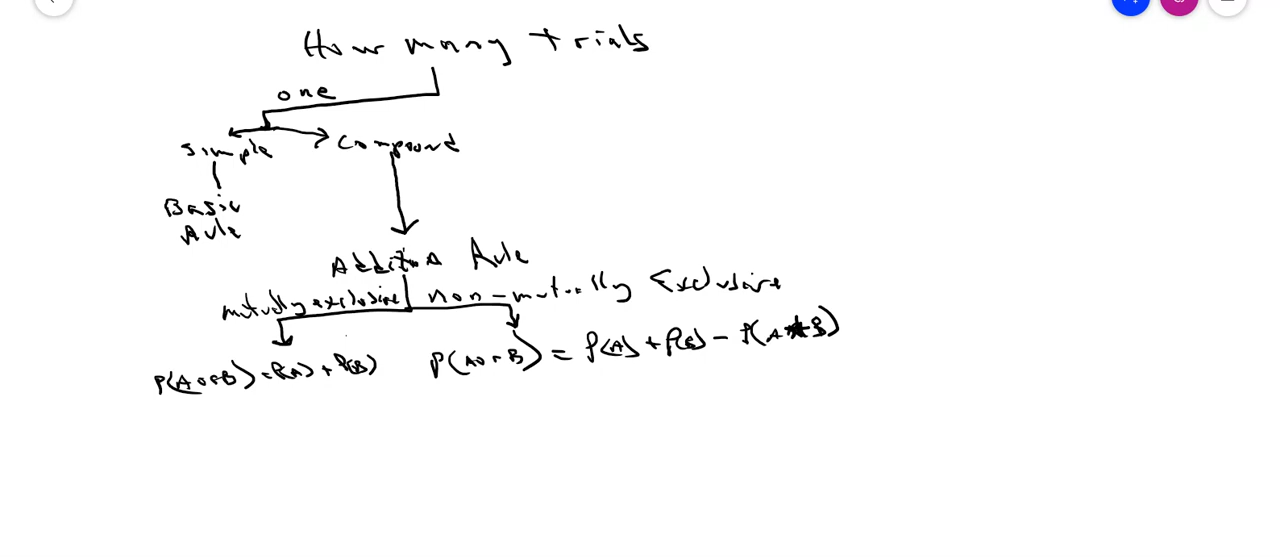 How many trials
one
simple
compound
Basic
Rule
Addition Rule
mutually exclusive
non-mutually Exclusive
P(A or B) = P(A) + P(B)
P(A or B) = P(A) + P(B) - P(A + B)